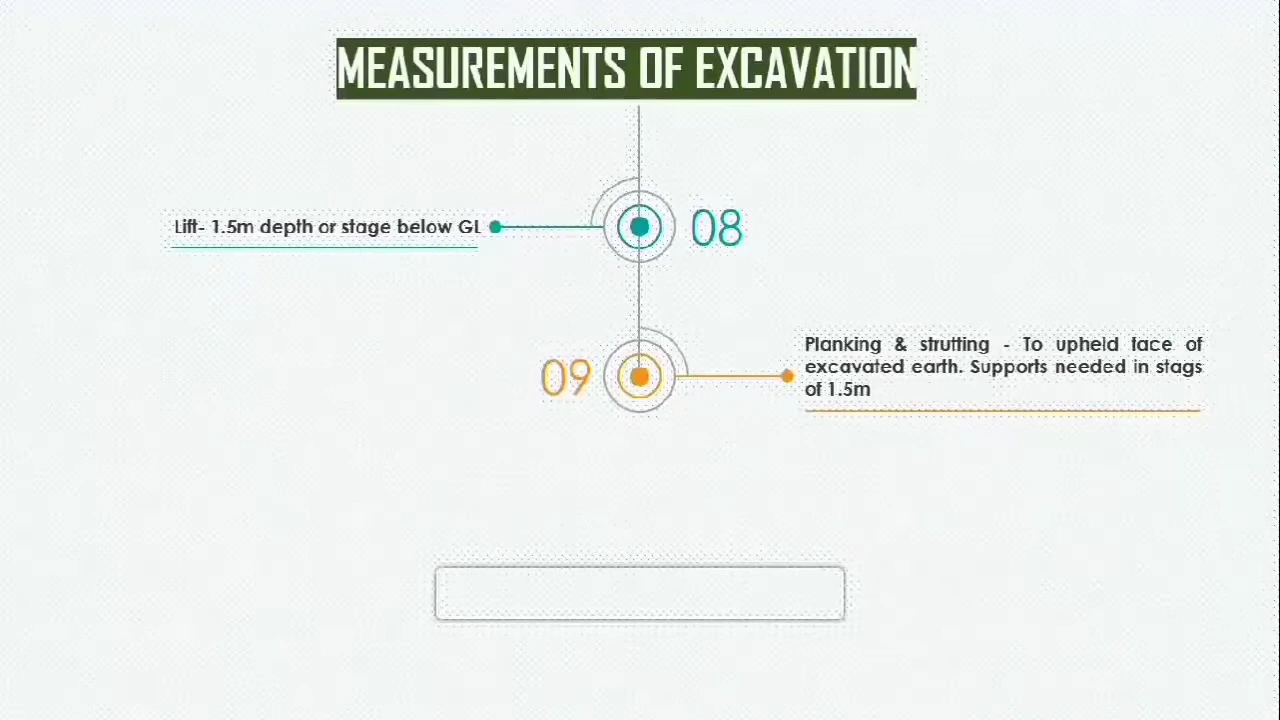 MEASUREMENTS OF EXCAVATION
Lift- 1.5m depth or stage below GL
08
09
Planking & strutting - To upheld face of
excavated earth. Supports needed in stags
of 1.5m